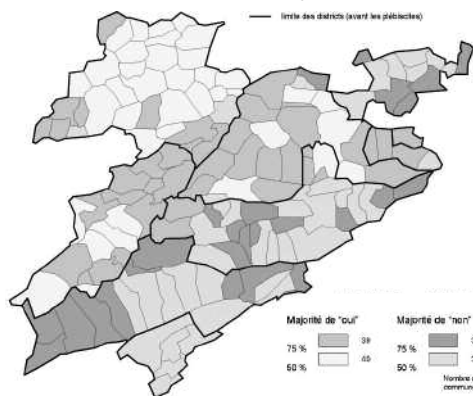 limite des districts (avant les plébiscites)
Majorité de "oui"
Majorité de "non"
75 %
39
75 %
50 %
40
50 %
Nombre
commun